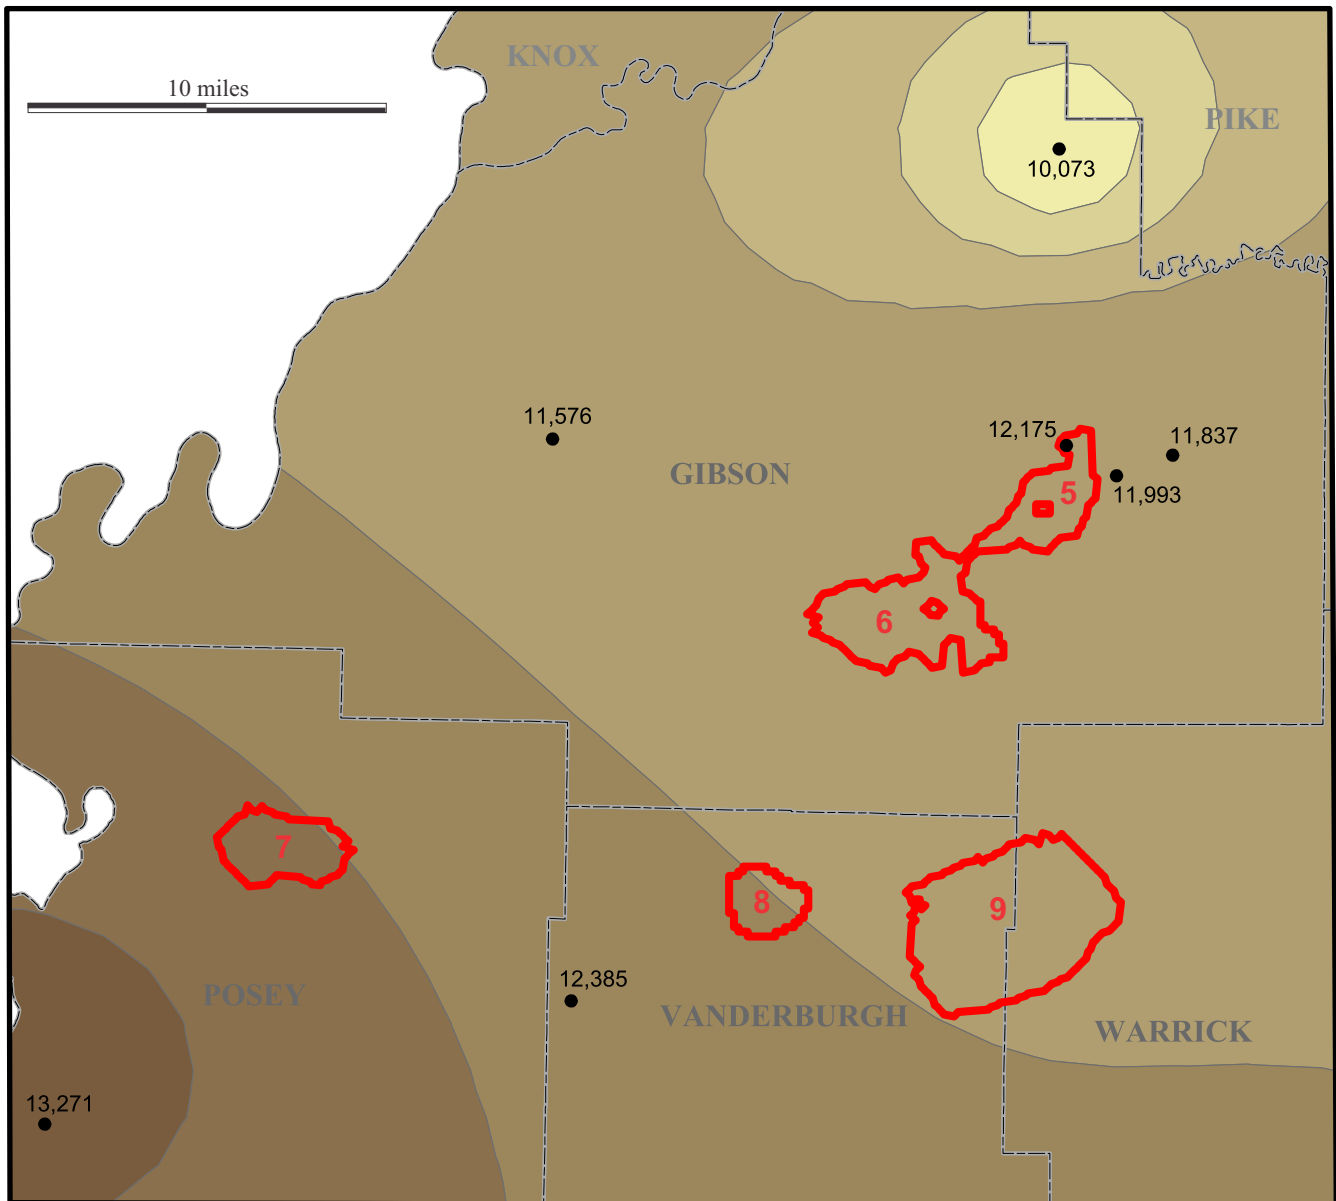 KNOX
10 miles
PIKE
10,073
11,576
12,175
11,837
GIBSON
5
11,993
6
7
8
9
12,385
POSEY
VANDERBURGH
WARRICK
13,271